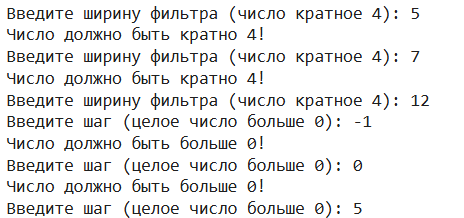 Введите ширину фильтра (число кратное 4): 5
Число должно быть кратно 4!
Введите ширину фильтра (число кратное 4): 7
Число должно быть кратно 4!
Введите ширину фильтра (число кратное 4): 12
Введите шаг (целое число больше 0): -1
Число должно быть больше 0!
Введите шаг (целое число больше 0): 0
Число должно быть больше 0!
Введите шаг (целое число больше 0): 5